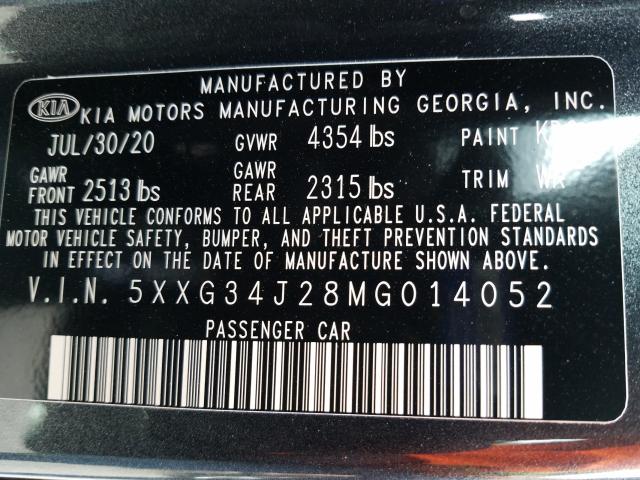 MANUFACTURED BY
KIA KIA MOTORS MANUFACTURING GEORGIA, INC.
JUL/30/20 GVWR 4354 lbs PAINT
GAWR FRONT 2513 lbs GAWR REAR 2315 lbs TRIM
THIS VEHICLE CONFORMS TO ALL APPLICABLE U.S.A. FEDERAL
MOTOR VEHICLE SAFETY, BUMPER, AND THEFT PREVENTION STANDARDS
IN EFFECT ON THE DATE OF MANUFACTURE SHOWN ABOVE.
V.I.N. 5XXG34J28MG014052
PASSENGER CAR